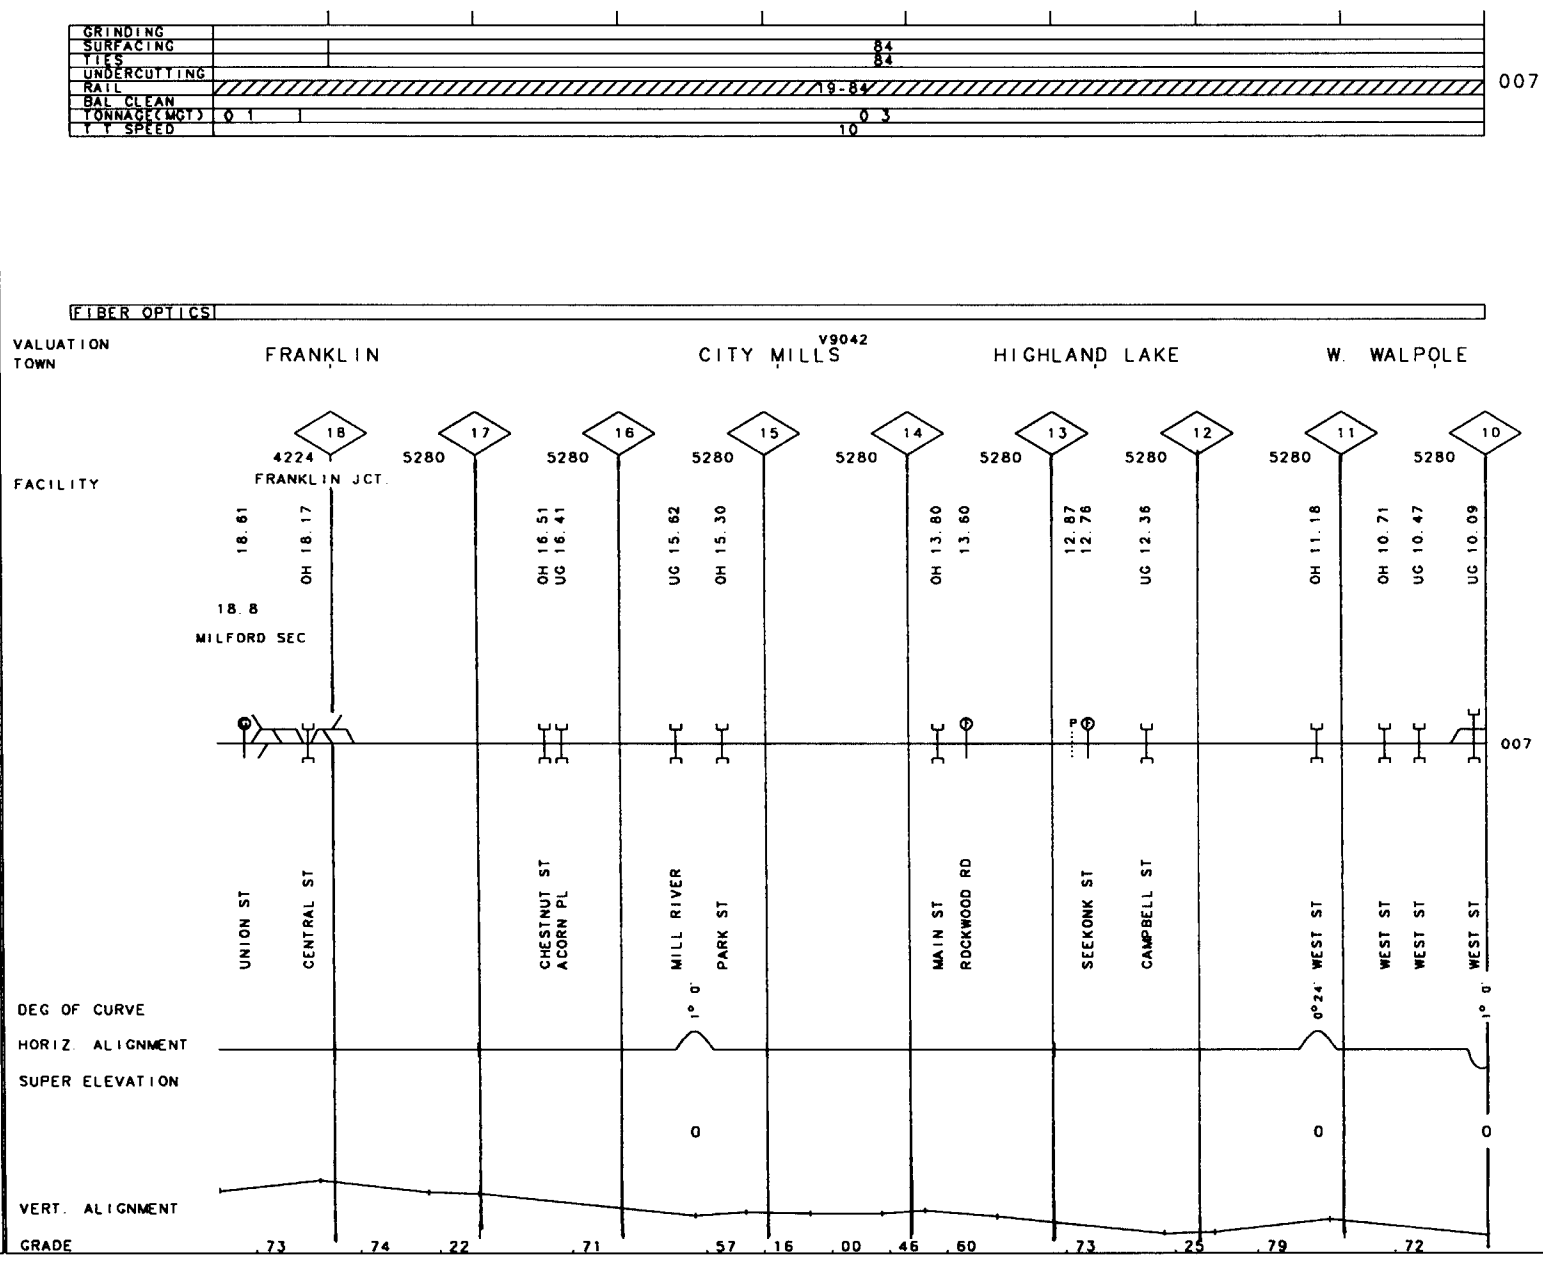 GRINDING
SURFACING 84
TIES 84
UNDERCUTTING
RAIL 19-84 007
BAL CLEAN
TONNAGE(MGT) 0 1 0 3
T T SPEED 10
FIBER OPTICS
VALUATION V9042
TOWN FRANKLIN CITY MILLS HIGHLAND LAKE W. WALPOLE
18 17 16 15 14 13 12 11 10
4224 5280 5280 5280 5280 5280 5280 5280 5280
FACILITY FRANKLIN JCT.
18.61 OH 18.17 OH 16.51 UG 16.41 UG 15.62 OH 15.30 OH 13.80 13.60 12.87 12.76 UG 12.36 OH 11.18 OH 10.71 UG 10.47 UG 10.09
18.8
MILFORD SEC
G F P F
007
UNION ST CENTRAL ST CHESTNUT ST ACORN PL MILL RIVER PARK ST MAIN ST ROCKWOOD RD SEEKONK ST CAMPBELL ST WEST ST WEST ST WEST ST WEST ST
DEG OF CURVE 1° 0' 0°24' 1° 0'
HORIZ. ALIGNMENT
SUPER ELEVATION
0 0 0
VERT. ALIGNMENT
GRADE .73 .74 .22 .71 .57 .16 .00 .46 .60 .73 .25 .79 .72